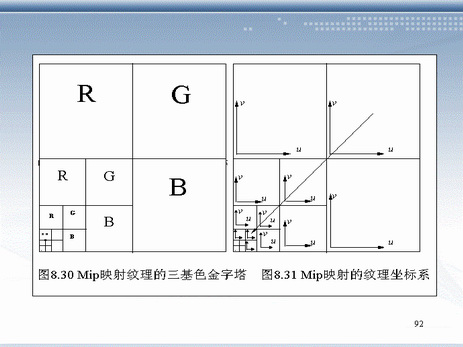 R G
R G B
R G B
B
v v
u u
v v v
u u
v v v
u u u u
图8.30 Mip映射纹理的三基色金字塔 图8.31 Mip映射的纹理坐标系
92